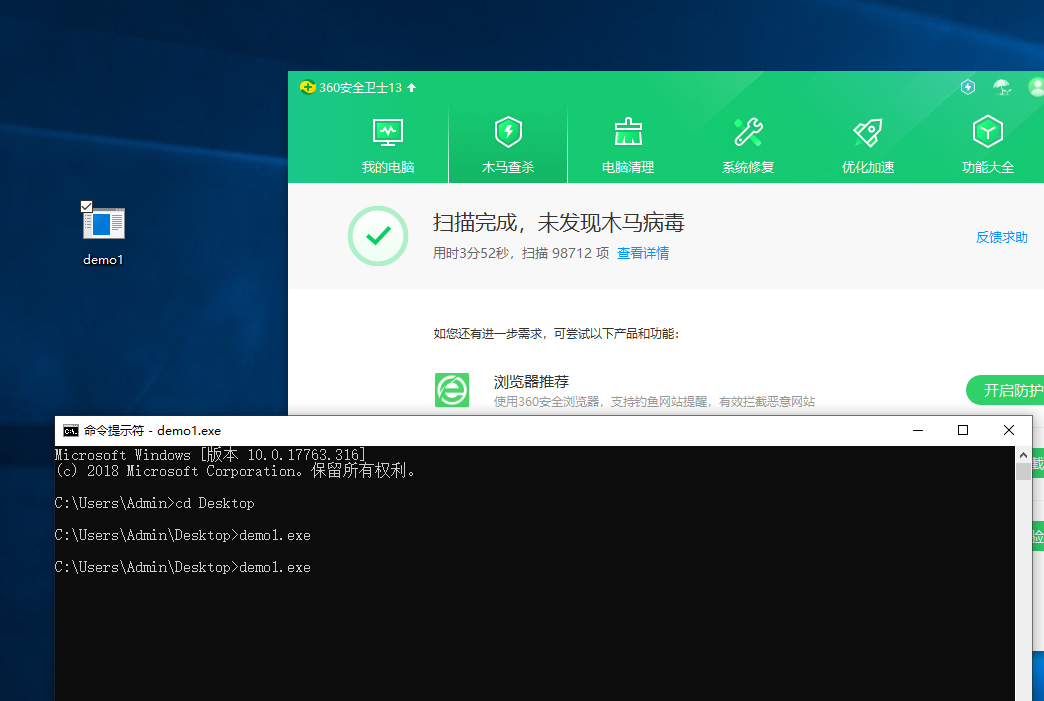 360安全卫士13
我的电脑
木马查杀
电脑清理
系统修复
优化加速
功能大全
扫描完成，未发现木马病毒
反馈求助
用时3分52秒，扫描 98712 项 查看详情
demo1
如您还有进一步需求，可尝试以下产品和功能：
浏览器推荐
使用360安全浏览器，支持钓鱼网站提醒，有效拦截恶意网站
开启防护
命令提示符 - demo1.exe
Microsoft Windows [版本 10.0.17763.316]
(c) 2018 Microsoft Corporation。保留所有权利。
C:\Users\Admin>cd Desktop
C:\Users\Admin\Desktop>demo1.exe
C:\Users\Admin\Desktop>demo1.exe